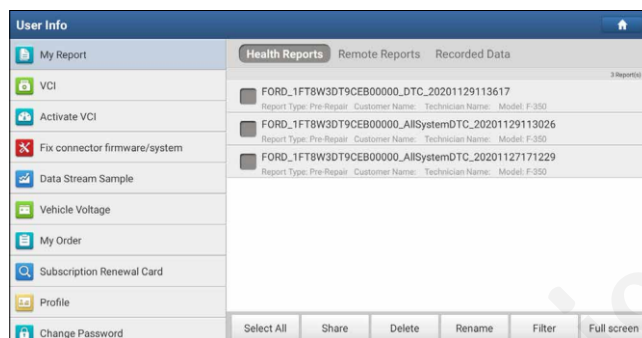 User Info
My Report
VCI
Activate VCI
Fix connector firmware/system
Data Stream Sample
Vehicle Voltage
My Order
Subscription Renewal Card
Profile
Change Password
Health Reports Remote Reports Recorded Data
3 Report(s)
FORD_1FT8W3DT9CEB00000_DTC_20201129113617
Report Type: Pre-Repair Customer Name: Technician Name: Model: F-350
FORD_1FT8W3DT9CEB00000_AllSystemDTC_20201129113026
Report Type: Pre-Repair Customer Name: Technician Name: Model: F-350
FORD_1FT8W3DT9CEB00000_AllSystemDTC_20201127171229
Report Type: Pre-Repair Customer Name: Technician Name: Model: F-350
Select All Share Delete Rename Filter Full screen